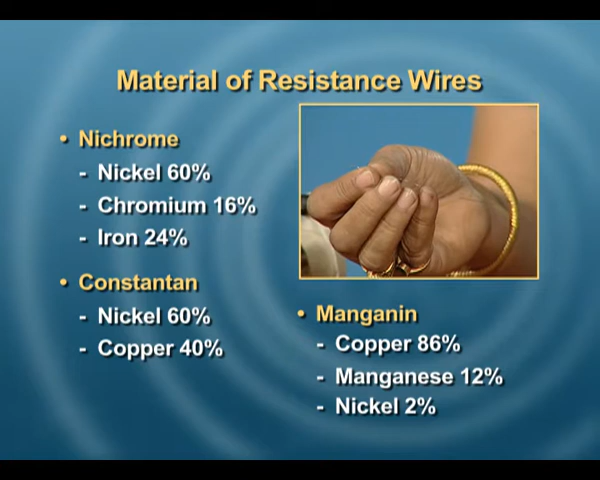 Material of Resistance Wires
• Nichrome
- Nickel 60%
- Chromium 16%
- Iron 24%
• Constantan
- Nickel 60%
- Copper 40%
• Manganin
- Copper 86%
- Manganese 12%
- Nickel 2%